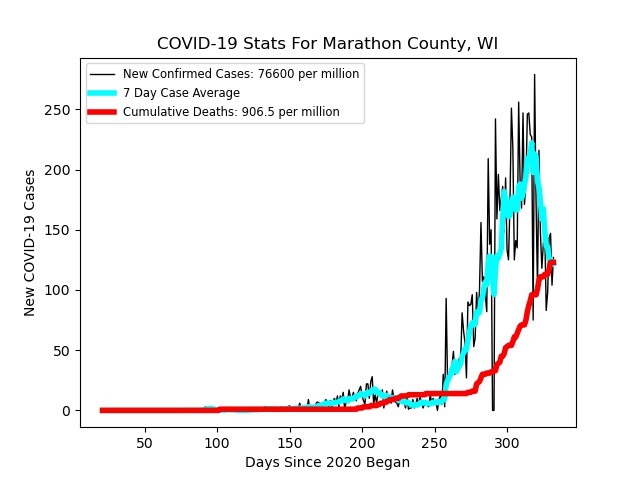 COVID-19 Stats For Marathon County, WI
New Confirmed Cases: 76600 per million
7 Day Case Average
Cumulative Deaths: 906.5 per million
New COVID-19 Cases
250
200
150
100
50
0
50 100 150 200 250 300
Days Since 2020 Began